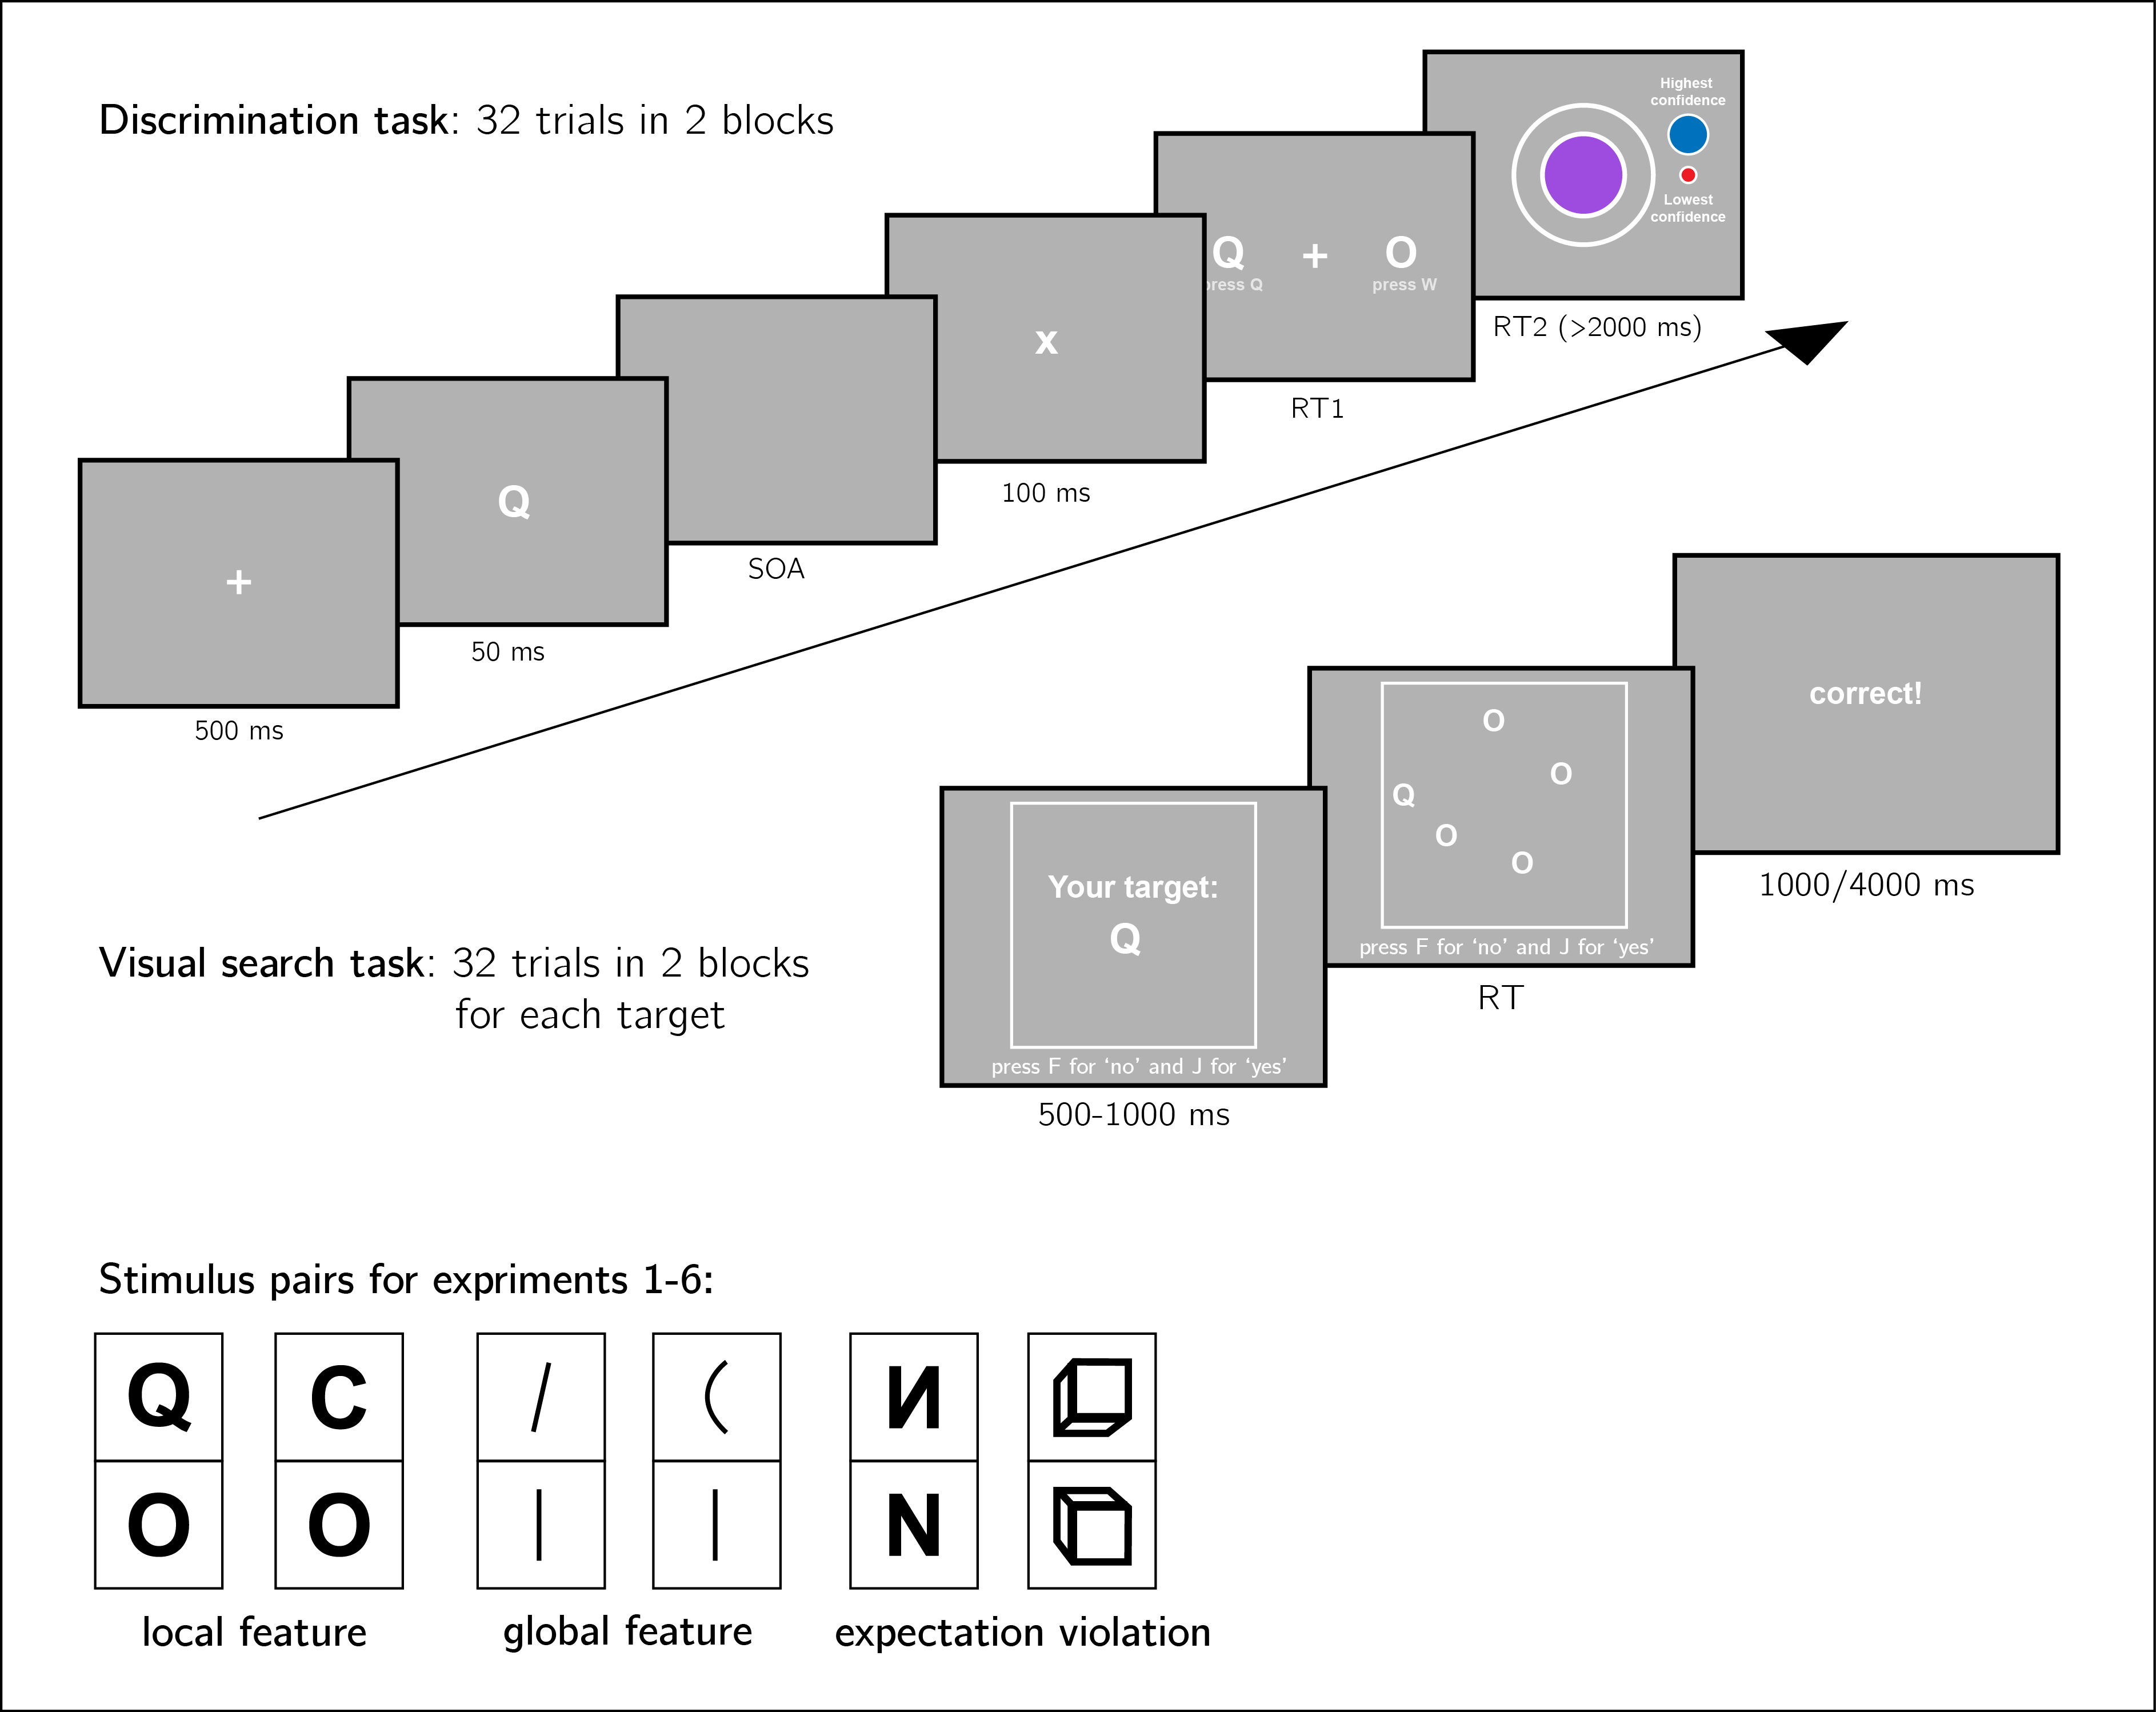 Discrimination task: 32 trials in 2 blocks
+
500 ms
Q
50 ms
SOA
x
100 ms
Q + O
press Q press W
RT1
Highest
confidence
Lowest
confidence
RT2 (>2000 ms)
Visual search task: 32 trials in 2 blocks
for each target
Your target:
Q
press F for ‘no’ and J for ‘yes’
500-1000 ms
O
O
Q
O
O
press F for ‘no’ and J for ‘yes’
RT
correct!
1000/4000 ms
Stimulus pairs for expriments 1-6:
Q C / ( И
O O | | N
local feature global feature expectation violation